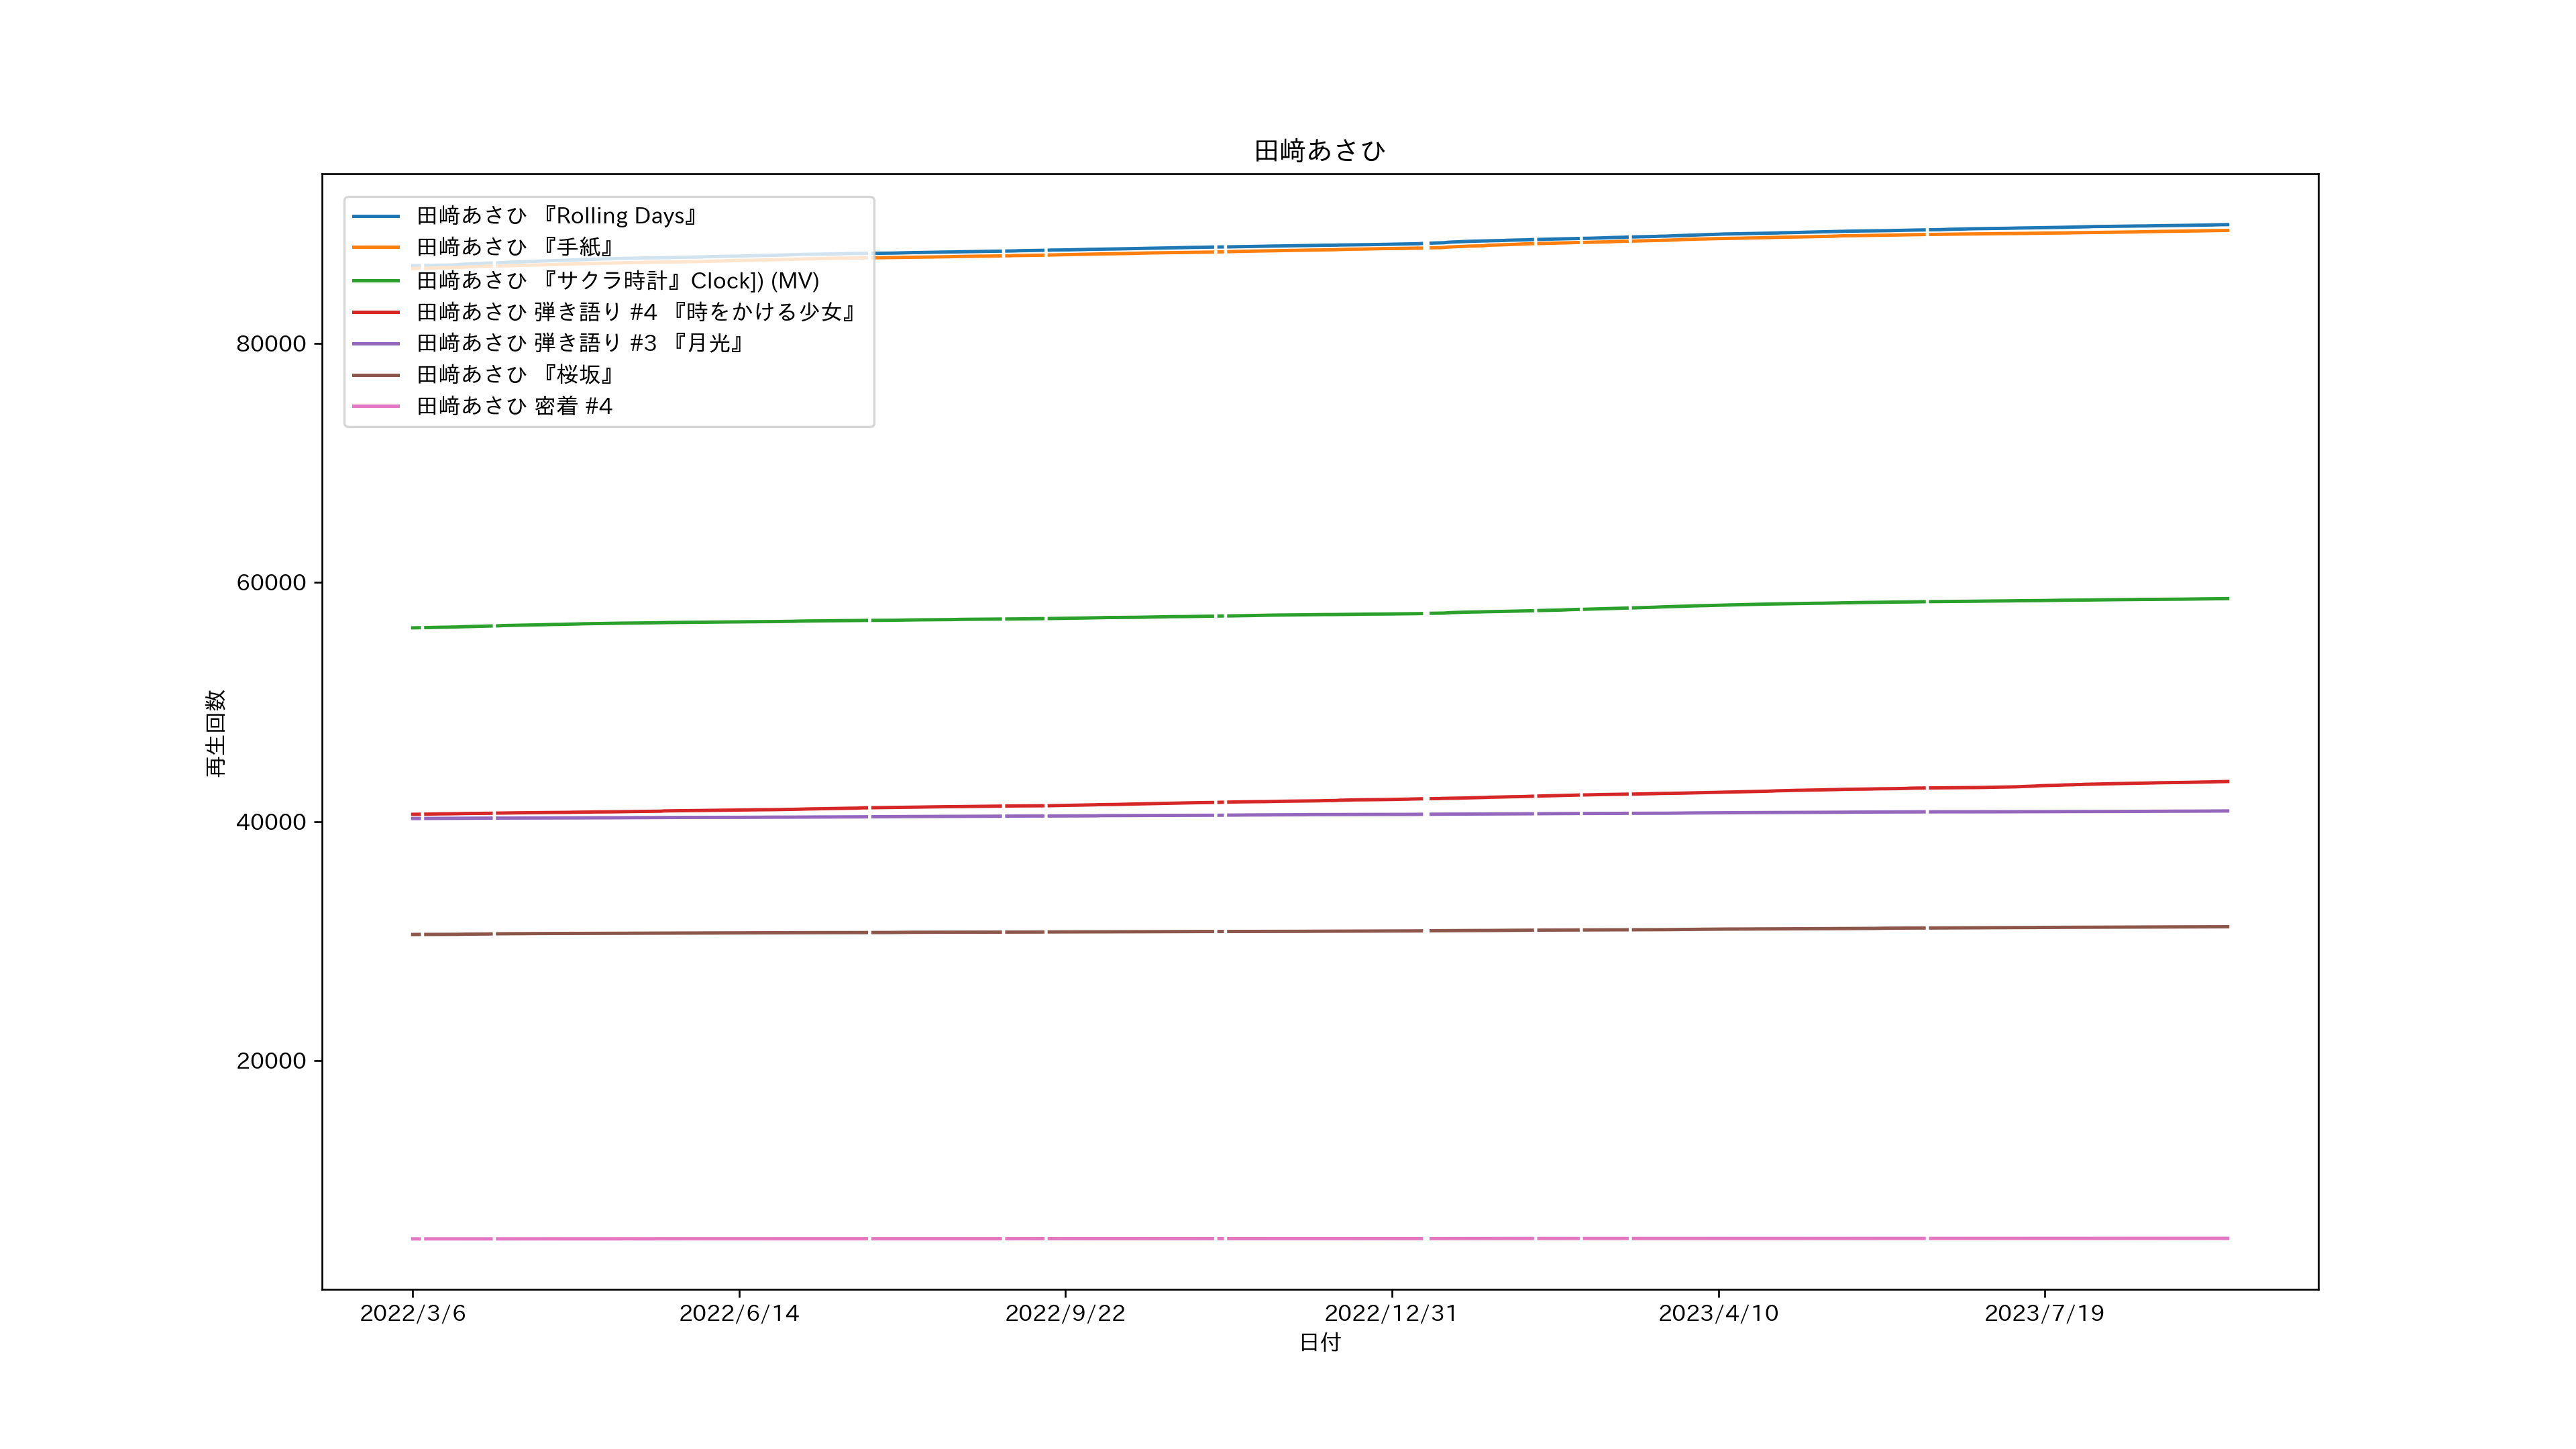 田﨑あさひ
田﨑あさひ 『Rolling Days』
田﨑あさひ 『手紙』
田﨑あさひ 『サクラ時計』Clock]) (MV)
田﨑あさひ 弾き語り #4 『時をかける少女』
田﨑あさひ 弾き語り #3 『月光』
田﨑あさひ 『桜坂』
田﨑あさひ 密着 #4
80000
60000
40000
20000
再生回数
2022/3/6
2022/6/14
2022/9/22
2022/12/31
2023/4/10
2023/7/19
日付